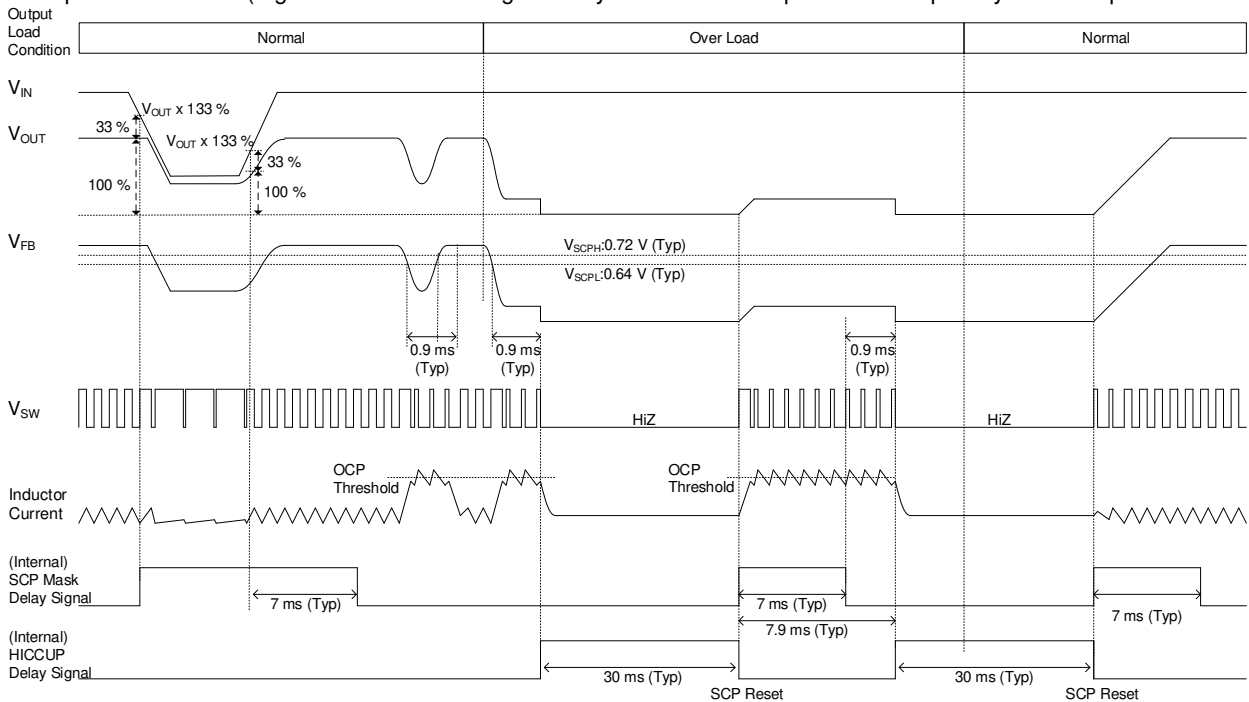 Output
Load
Condition
Normal
Over Load
Normal
VIN
VOUT x 133 %
33 %
VOUT
VOUT x 133 %
33 %
100 %
100 %
VFB
VSCPH:0.72 V (Typ)
VSCPL:0.64 V (Typ)
0.9 ms
(Typ)
0.9 ms
(Typ)
0.9 ms
(Typ)
VSW
HiZ
HiZ
OCP
Threshold
OCP
Threshold
Inductor
Current
(Internal)
SCP Mask
Delay Signal
7 ms (Typ)
7 ms (Typ)
7 ms (Typ)
7.9 ms (Typ)
(Internal)
HICCUP
Delay Signal
30 ms (Typ)
30 ms (Typ)
SCP Reset
SCP Reset